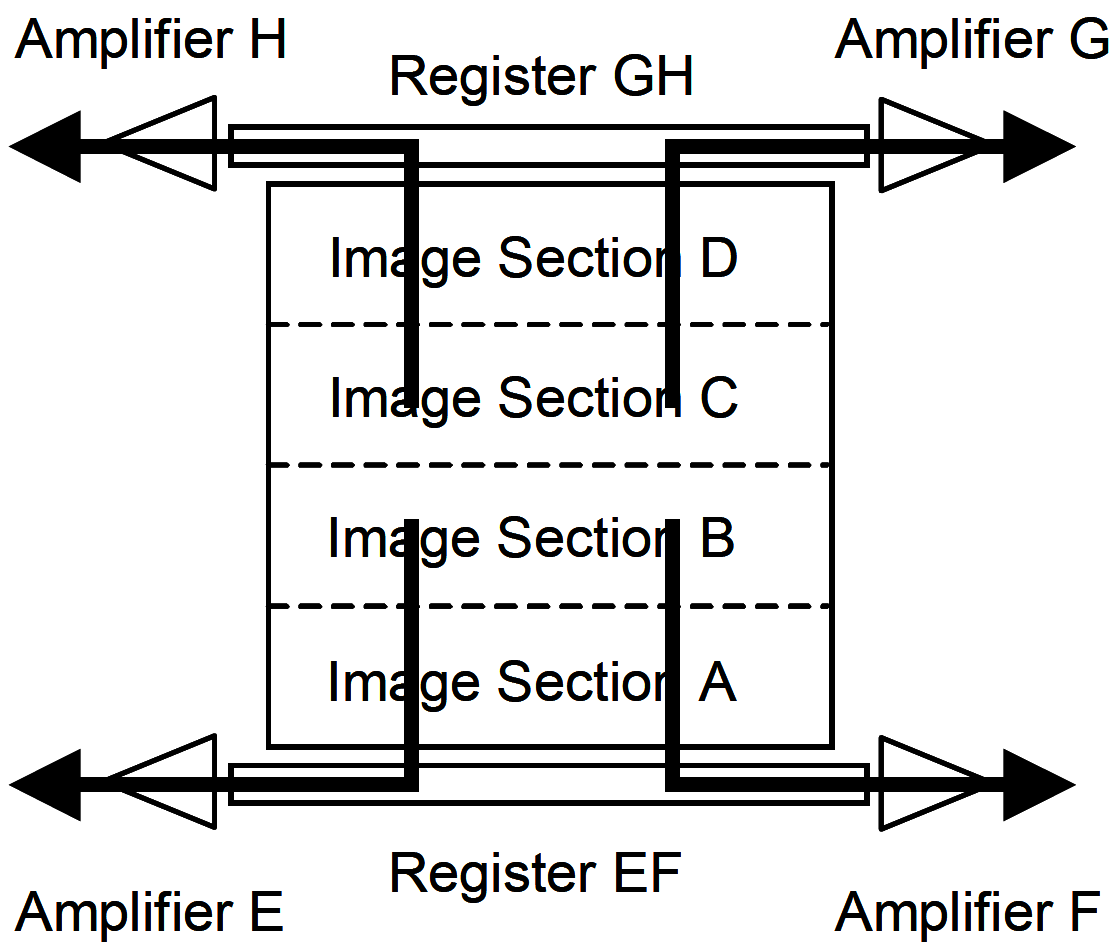 Amplifier H
Amplifier G
Register GH
Image Section D
Image Section C
Image Section B
Image Section A
Register EF
Amplifier E
Amplifier F